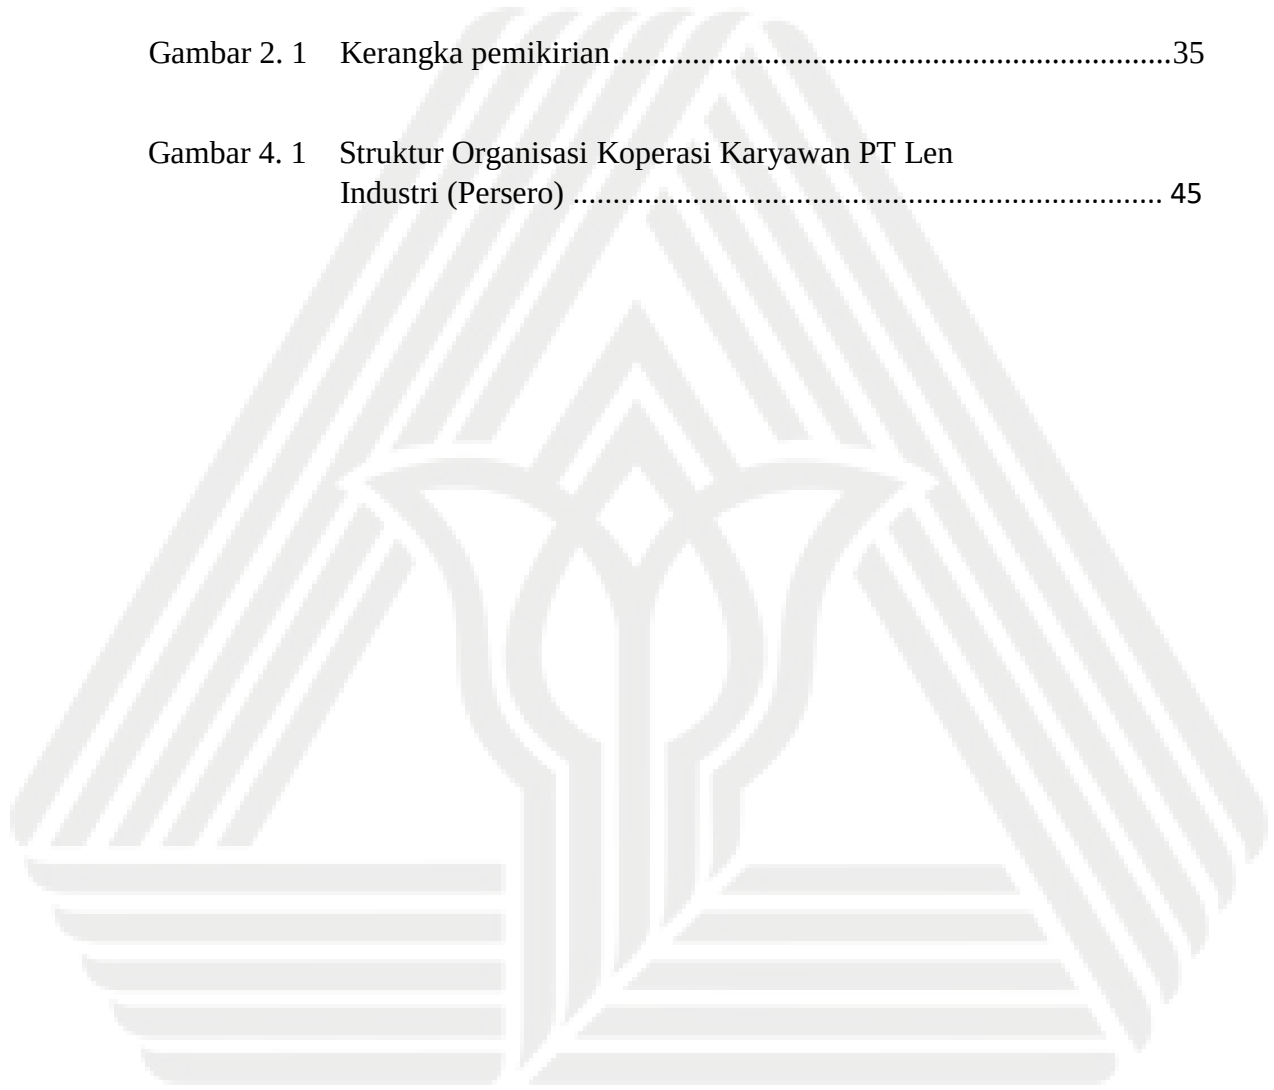 Gambar 2. 1 Kerangka pemikirian......................................................................35
Gambar 4. 1 Struktur Organisasi Koperasi Karyawan PT Len
Industri (Persero) .......................................................................... 45